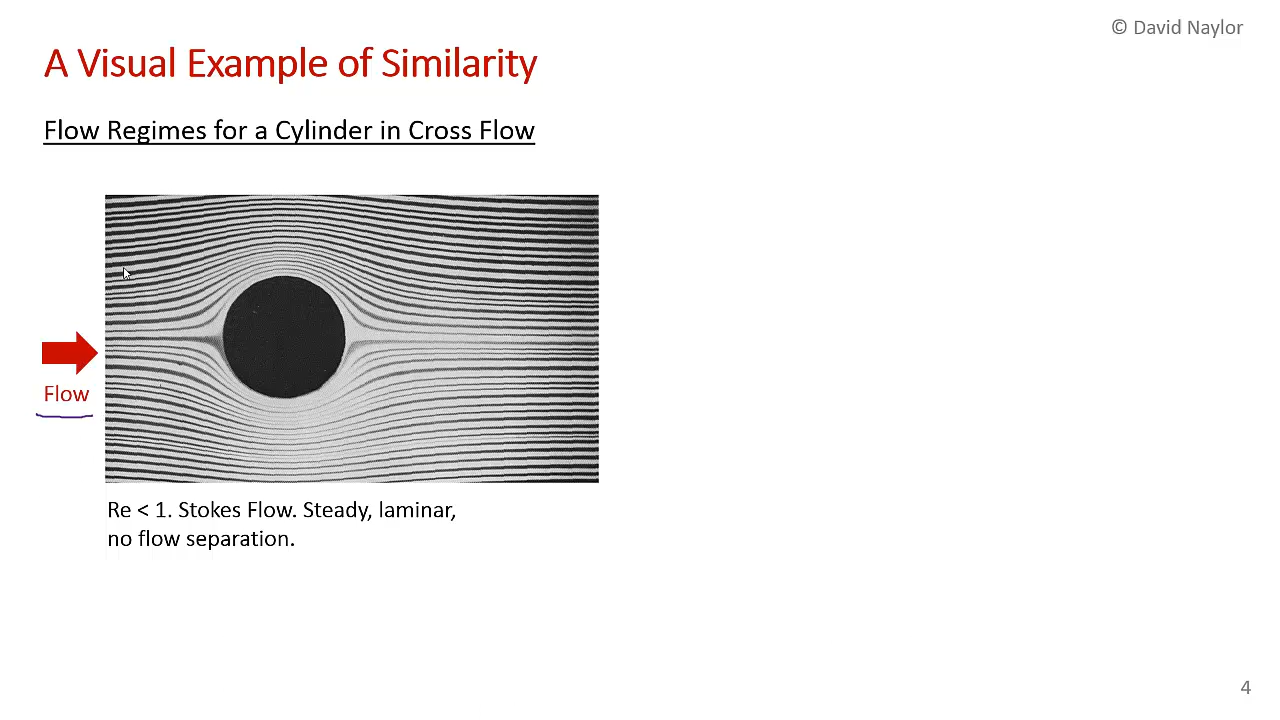 © David Naylor
A Visual Example of Similarity
Flow Regimes for a Cylinder in Cross Flow
Flow
Re < 1. Stokes Flow. Steady, laminar,
no flow separation.
4